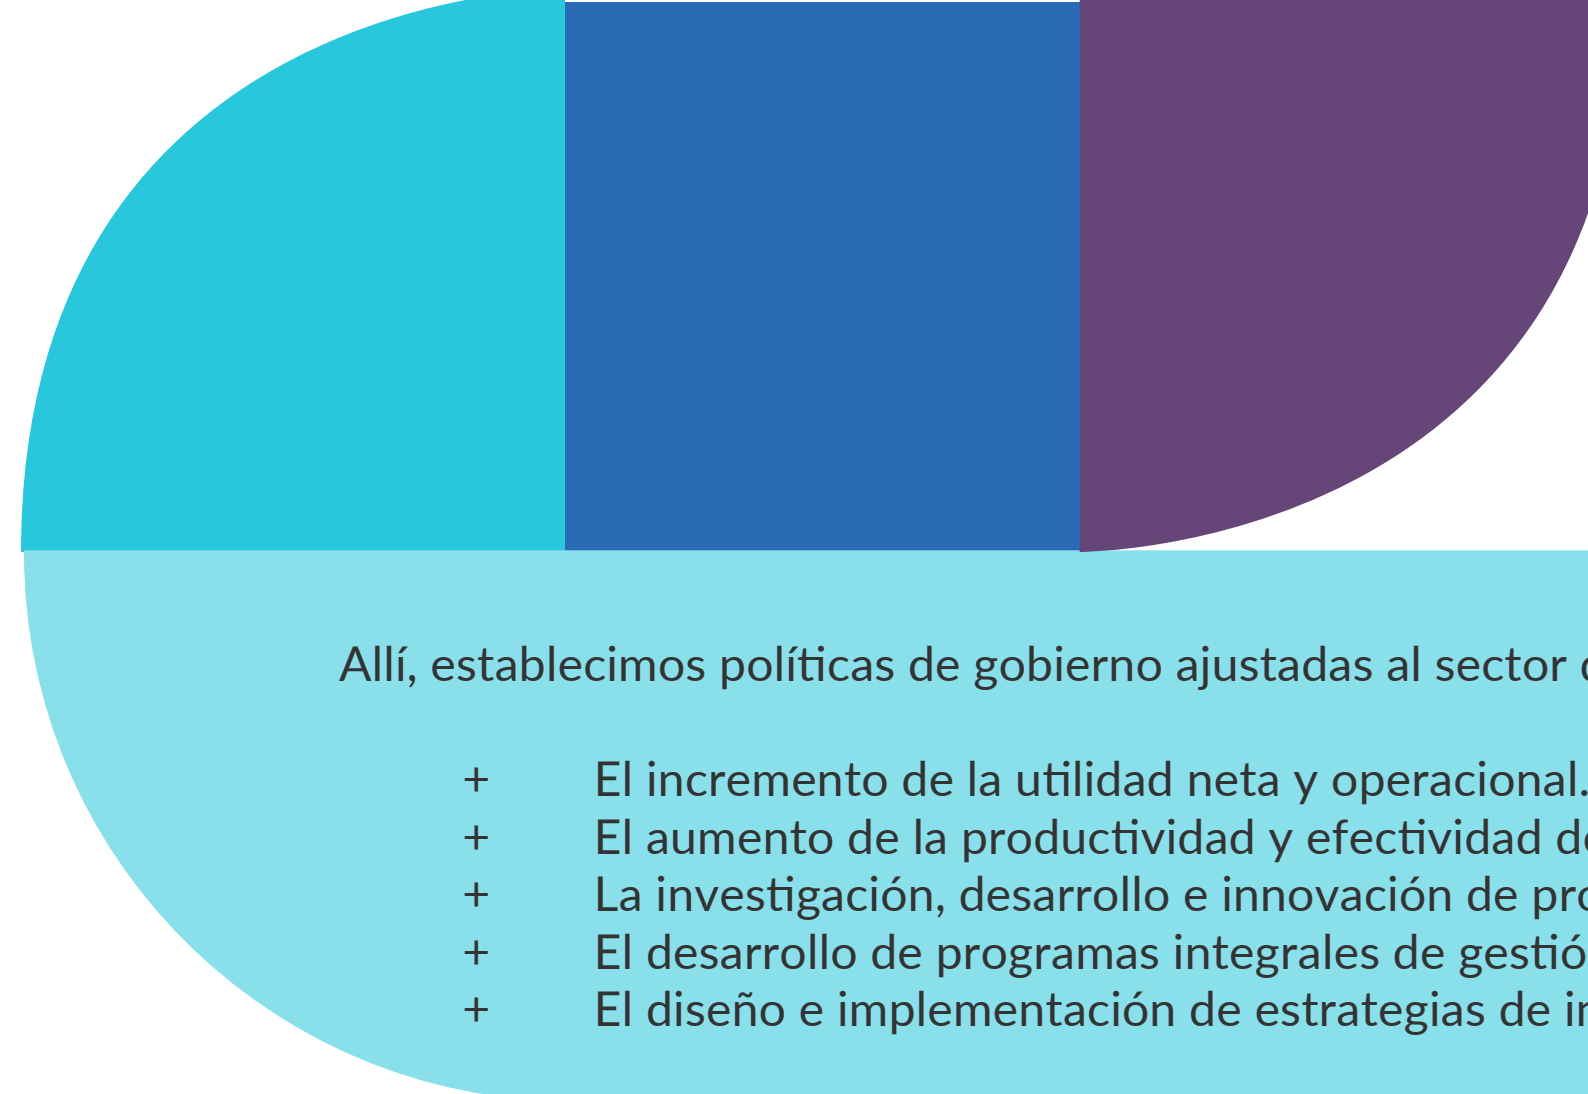 Allí, establecimos políticas de gobierno ajustadas al sector
+ El incremento de la utilidad neta y operacional.
+ El aumento de la productividad y efectividad
+ La investigación, desarrollo e innovación de
+ El desarrollo de programas integrales de
+ El diseño e implementación de estrategias de